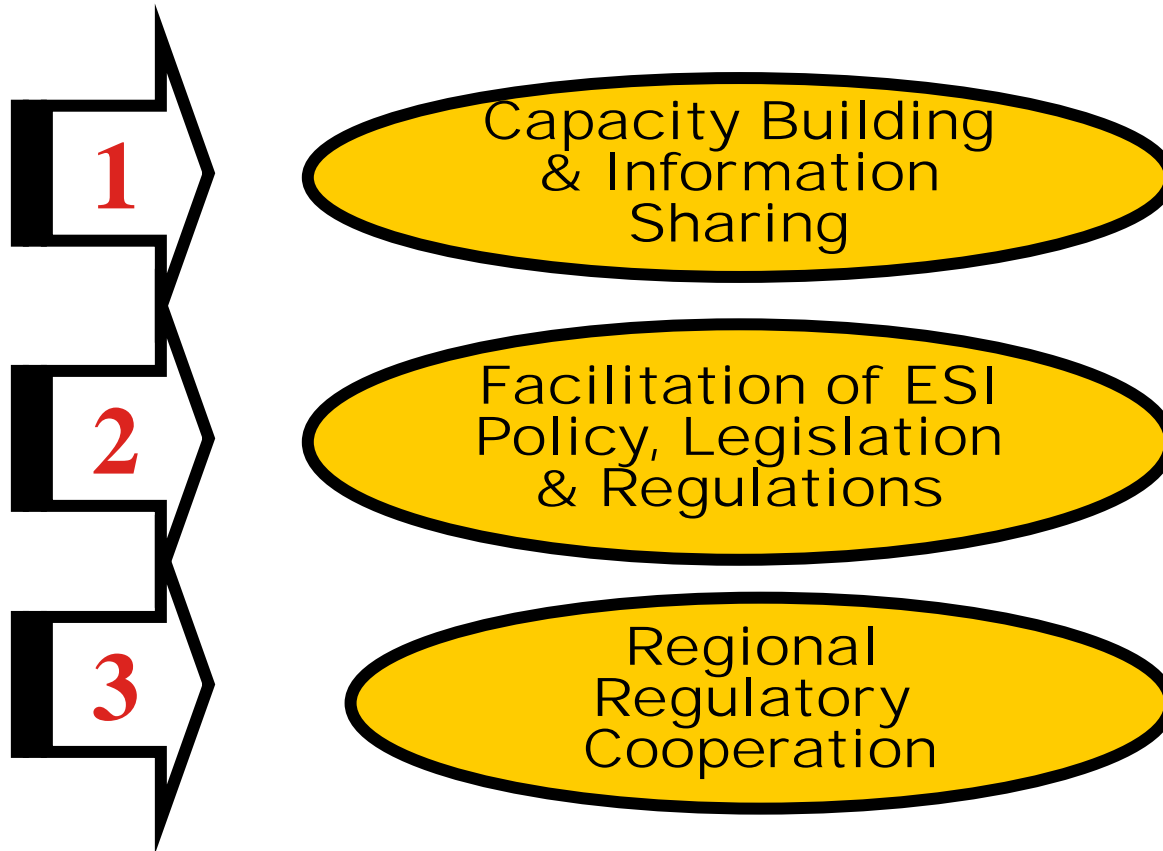 1
Capacity Building
& Information
Sharing
2
Facilitation of ESI
Policy, Legislation
& Regulations
3
Regional
Regulatory
Cooperation